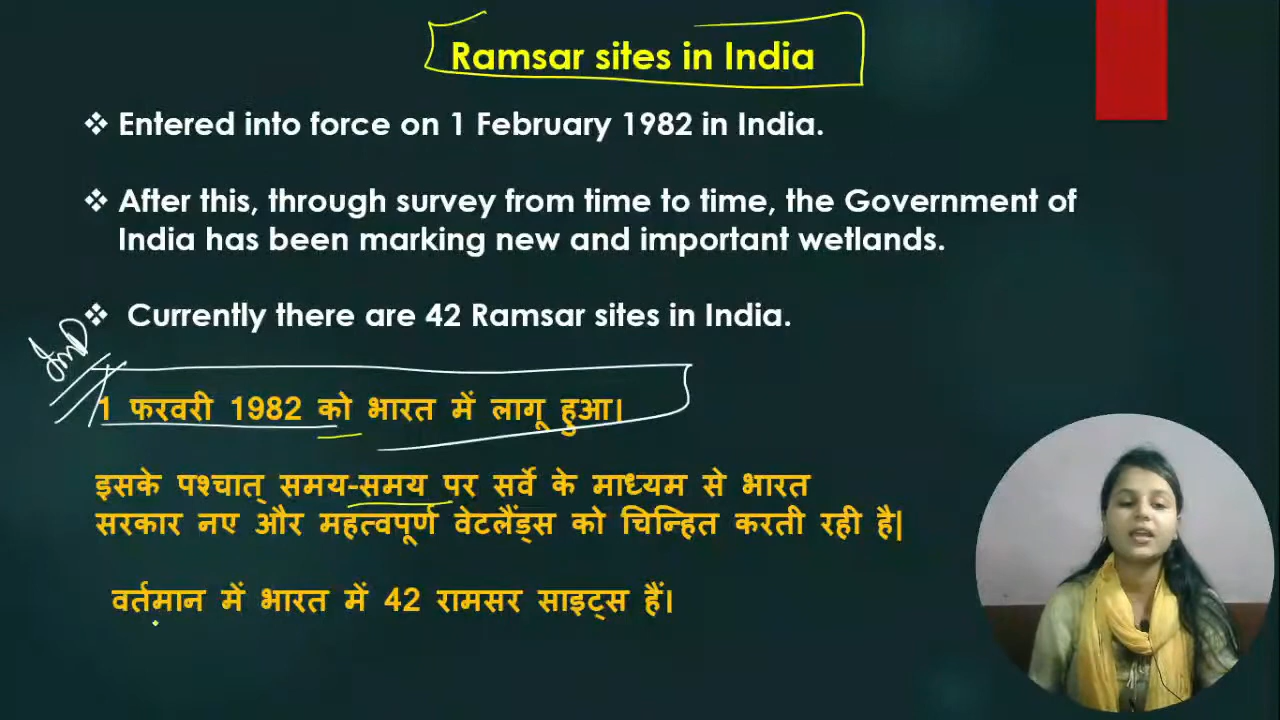 Ramsar sites in India
❖ Entered into force on 1 February 1982 in India.
❖ After this, through survey from time to time, the Government of
India has been marking new and important wetlands.
❖ Currently there are 42 Ramsar sites in India.
Imp
1 फरवरी 1982 को भारत में लागू हुआ।
इसके पश्चात् समय-समय पर सर्वे के माध्यम से भारत
सरकार नए और महत्वपूर्ण वेटलैंड्स को चिन्हित करती रही है|
वर्तमान में भारत में 42 रामसर साइट्स हैं।